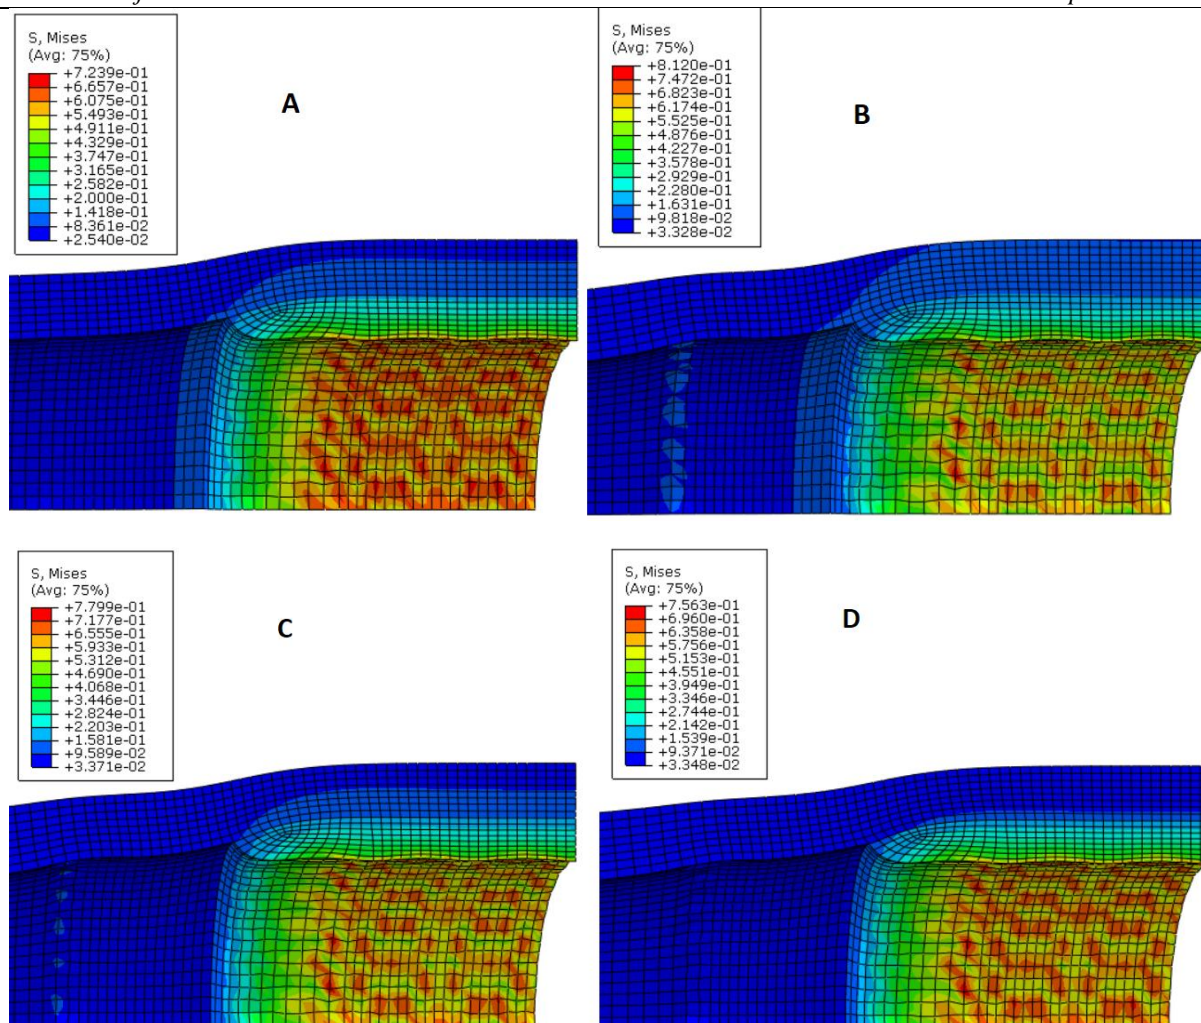 S, Mises
(Avg: 75%)
+7.239e-01
+6.657e-01
+6.075e-01
+5.493e-01
+4.911e-01
+4.329e-01
+3.747e-01
+3.165e-01
+2.582e-01
+2.000e-01
+1.418e-01
+8.361e-02
+2.540e-02
A
S, Mises
(Avg: 75%)
+8.120e-01
+7.472e-01
+6.823e-01
+6.174e-01
+5.525e-01
+4.876e-01
+4.227e-01
+3.578e-01
+2.929e-01
+2.280e-01
+1.631e-01
+9.818e-02
+3.328e-02
B
S, Mises
(Avg: 75%)
+7.799e-01
+7.177e-01
+6.555e-01
+5.933e-01
+5.312e-01
+4.690e-01
+4.068e-01
+3.446e-01
+2.824e-01
+2.203e-01
+1.581e-01
+9.589e-02
+3.371e-02
C
S, Mises
(Avg: 75%)
+7.563e-01
+6.960e-01
+6.358e-01
+5.756e-01
+5.153e-01
+4.551e-01
+3.949e-01
+3.346e-01
+2.744e-01
+2.142e-01
+1.539e-01
+9.371e-02
+3.348e-02
D